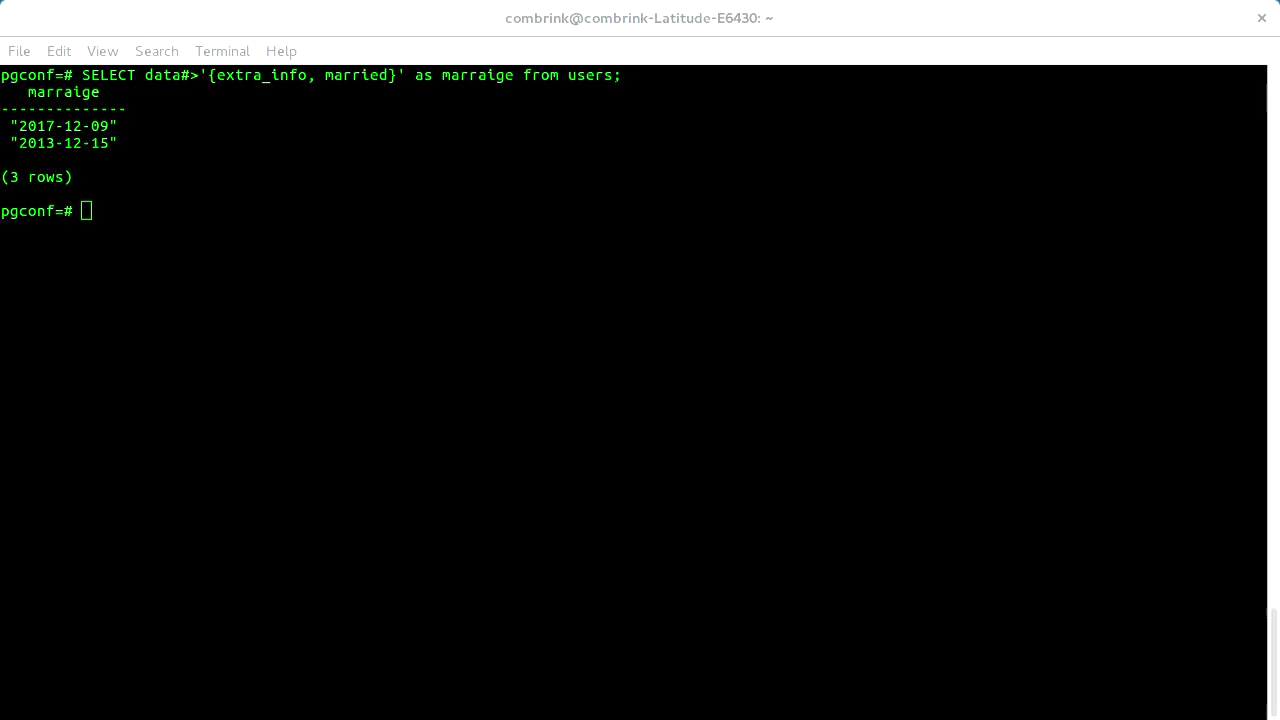 combrink@combrink-Latitude-E6430: ~ ×
File Edit View Search Terminal Help
pgconf=# SELECT data#>'{extra_info, married}' as marraige from users;
marraige
--------------
"2017-12-09"
"2013-12-15"
(3 rows)
pgconf=#